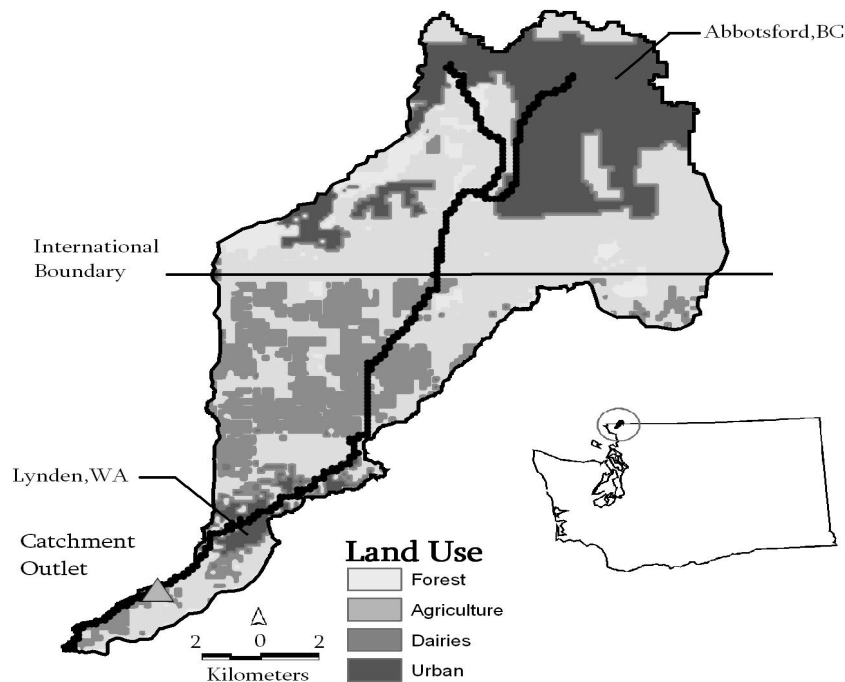 Abbotsford,BC
International
Boundary
Lynden,WA
Catchment
Outlet
Land Use
Forest
Agriculture
Dairies
Urban
2 0 2
Kilometers